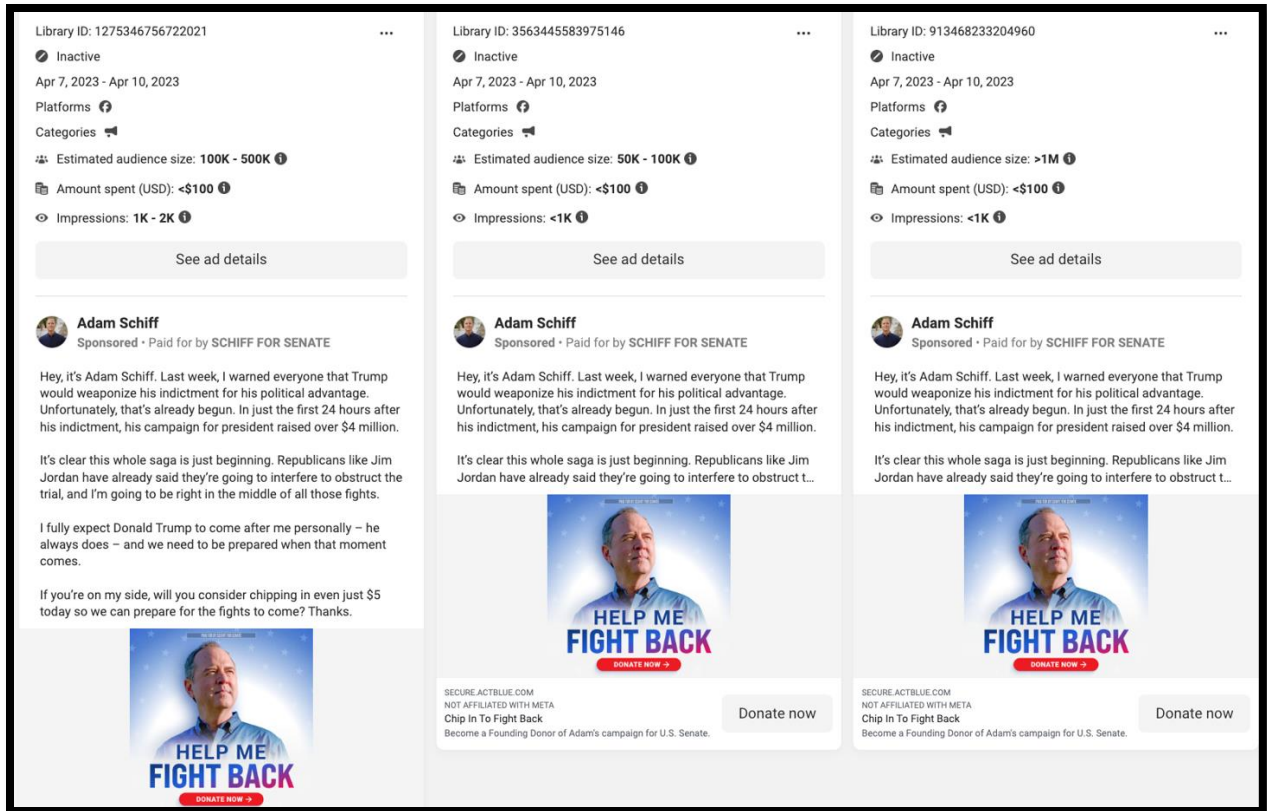 Library ID: 1275346756722021
Inactive
Apr 7, 2023 - Apr 10, 2023
Platforms
Categories
Estimated audience size: 100K - 500K
Amount spent (USD): <$100
Impressions: 1K - 2K
See ad details
Adam Schiff
Sponsored • Paid for by SCHIFF FOR SENATE
Hey, it's Adam Schiff. Last week, I warned everyone that Trump
would weaponize his indictment for his political advantage.
Unfortunately, that's already begun. In just the first 24 hours after
his indictment, his campaign for president raised over $4 million.
It's clear this whole saga is just beginning. Republicans like Jim
Jordan have already said they're going to interfere to obstruct the
trial, and I'm going to be right in the middle of all those fights.
I fully expect Donald Trump to come after me personally – he
always does – and we need to be prepared when that moment
comes.
If you're on my side, will you consider chipping in even just $5
today so we can prepare for the fights to come? Thanks.
HELP ME
FIGHT BACK
DONATE NOW →
Library ID: 3563445583975146
Inactive
Apr 7, 2023 - Apr 10, 2023
Platforms
Categories
Estimated audience size: 50K - 100K
Amount spent (USD): <$100
Impressions: <1K
See ad details
Adam Schiff
Sponsored • Paid for by SCHIFF FOR SENATE
Hey, it's Adam Schiff. Last week, I warned everyone that Trump
would weaponize his indictment for his political advantage.
Unfortunately, that's already begun. In just the first 24 hours after
his indictment, his campaign for president raised over $4 million.
It's clear this whole saga is just beginning. Republicans like Jim
Jordan have already said they're going to interfere to obstruct t...
HELP ME
FIGHT BACK
DONATE NOW →
SECURE.ACTBLUE.COM
NOT AFFILIATED WITH META
Chip In To Fight Back
Become a Founding Donor of Adam's campaign for U.S. Senate.
Donate now
Library ID: 913468233204960
Inactive
Apr 7, 2023 - Apr 10, 2023
Platforms
Categories
Estimated audience size: >1M
Amount spent (USD): <$100
Impressions: <1K
See ad details
Adam Schiff
Sponsored • Paid for by SCHIFF FOR SENATE
Hey, it's Adam Schiff. Last week, I warned everyone that Trump
would weaponize his indictment for his political advantage.
Unfortunately, that's already begun. In just the first 24 hours after
his indictment, his campaign for president raised over $4 million.
It's clear this whole saga is just beginning. Republicans like Jim
Jordan have already said they're going to interfere to obstruct t...
HELP ME
FIGHT BACK
DONATE NOW →
SECURE.ACTBLUE.COM
NOT AFFILIATED WITH META
Chip In To Fight Back
Become a Founding Donor of Adam's campaign for U.S. Senate.
Donate now